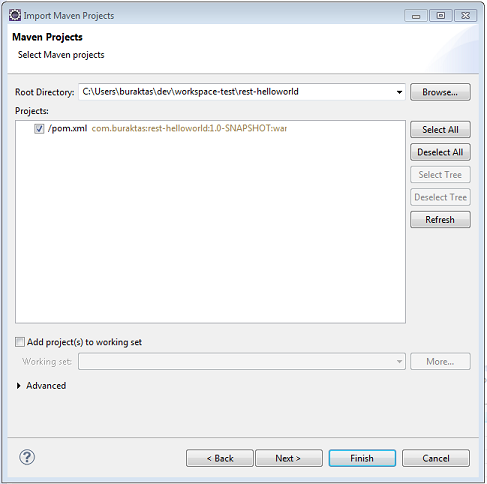 Import Maven Projects
Maven Projects
Select Maven projects
Root Directory: C:\Users\buraktas\dev\workspace-test\rest-helloworld Browse...
Projects:
/pom.xml com.buraktas:rest-helloworld:1.0-SNAPSHOT:war
Select All
Deselect All
Select Tree
Deselect Tree
Refresh
Add project(s) to working set
Working set: More...
Advanced
? < Back Next > Finish Cancel